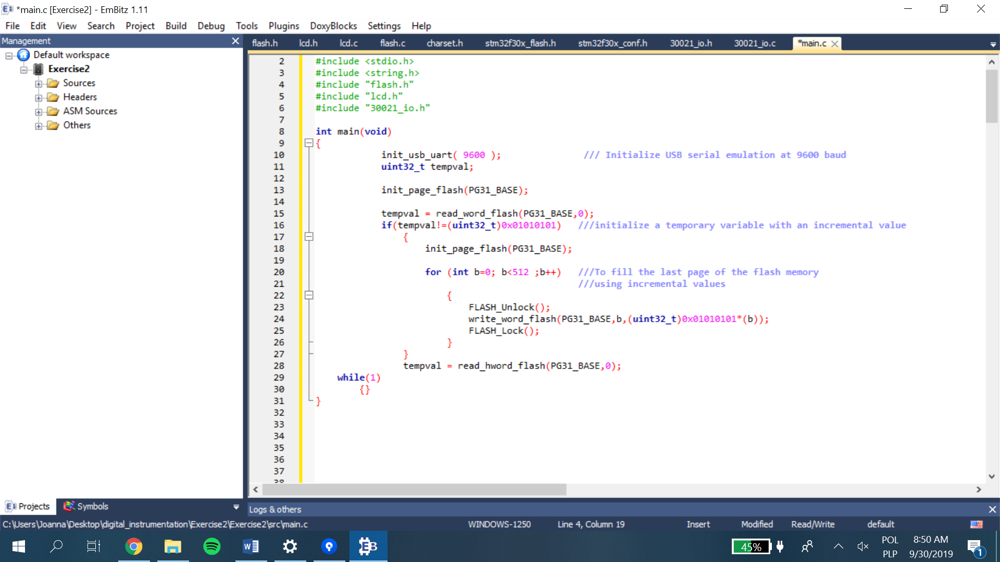 *main.c [Exercise2] - EmBitz 1.11
File Edit View Search Project Build Debug Tools Plugins DoxyBlocks Settings Help
Management
Default workspace
Exercise2
Sources
Headers
ASM Sources
Others
flash.h lcd.h lcd.c flash.c charset.h stm32f30x_flash.h stm32f30x_conf.h 30021_io.h 30021_io.c *main.c
2 #include <stdio.h>
3 #include <string.h>
4 #include "flash.h"
5 #include "lcd.h"
6 #include "30021_io.h"
7
8 int main(void)
9 {
10 init_usb_uart( 9600 ); /// Initialize USB serial emulation at 9600 baud
11 uint32_t tempval;
12
13 init_page_flash(PG31_BASE);
14
15 tempval = read_word_flash(PG31_BASE,0);
16 if(tempval!=(uint32_t)0x01010101) ///initialize a temporary variable with an incremental value
17 {
18 init_page_flash(PG31_BASE);
19
20 for (int b=0; b<512 ;b++) ///To fill the last page of the flash memory
21 ///using incremental values
22 {
23 FLASH_Unlock();
24 write_word_flash(PG31_BASE,b,(uint32_t)0x01010101*(b));
25 FLASH_Lock();
26 }
27 }
28 tempval = read_hword_flash(PG31_BASE,0);
29 while(1)
30 {}
31 }
32
33
34
35
36
37
38
Projects Symbols
Logs & others
C:\Users\Joanna\Desktop\digital_instrumentation\Exercise2\Exercise2\src\main.c WINDOWS-1250 Line 4, Column 19 Insert Modified Read/Write default
45% POL 8:50 AM
PLP 9/30/2019 1